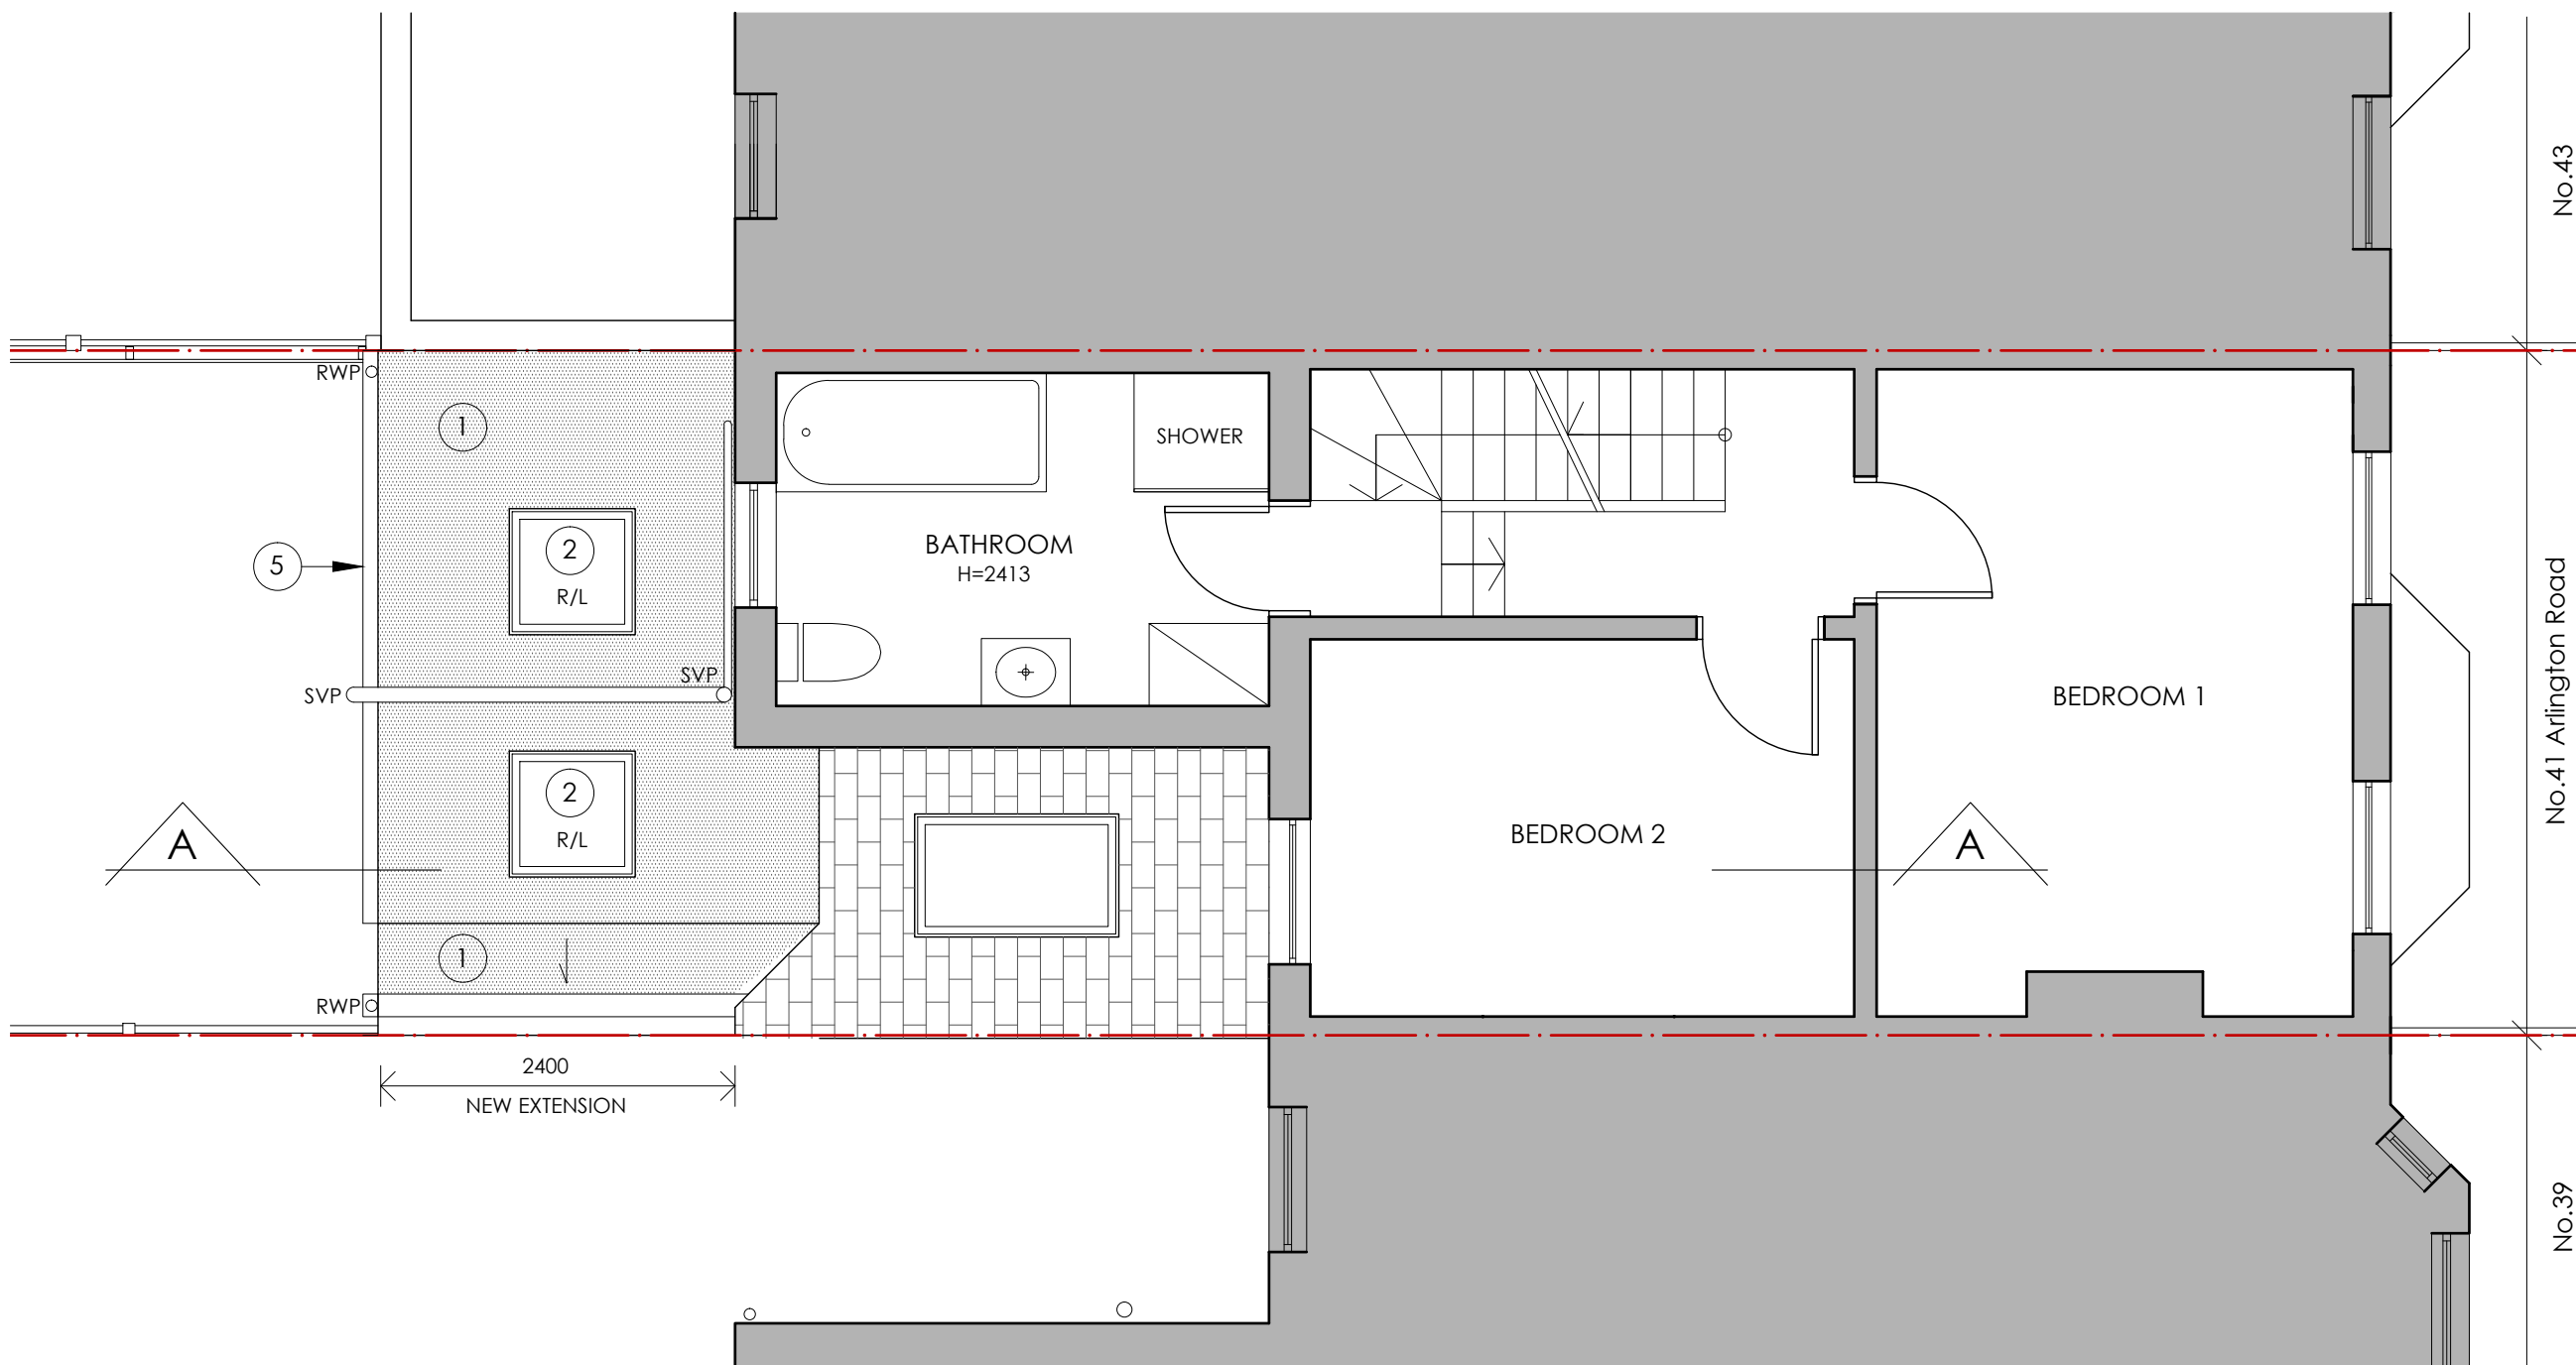 No.43
RWP
1
SHOWER
BATHROOM
H=2413
2
R/L
5
SVP
SVP
BEDROOM 1
No.41 Arlington Road
2
R/L
A
BEDROOM 2
A
1
RWP
2400
NEW EXTENSION
No.39